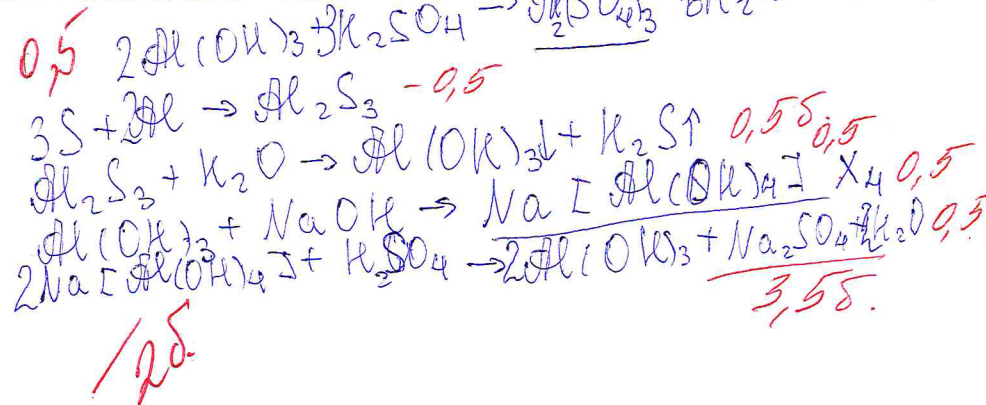 0,5 2Al(OH)3+3H2SO4 → Al2(SO4)3
3S + 2Al → Al2S3 -0,5
Al2S3 + H2O → Al(OH)3↓ + H2S↑ 0,5б 0,5
Al(OH)3 + NaOH → Na[Al(OH)4] X4 0,5
2Na[Al(OH)4] + H2SO4 → 2Al(OH)3 + Na2SO4 + 2H2O 0,5
3,5б.
/2б.